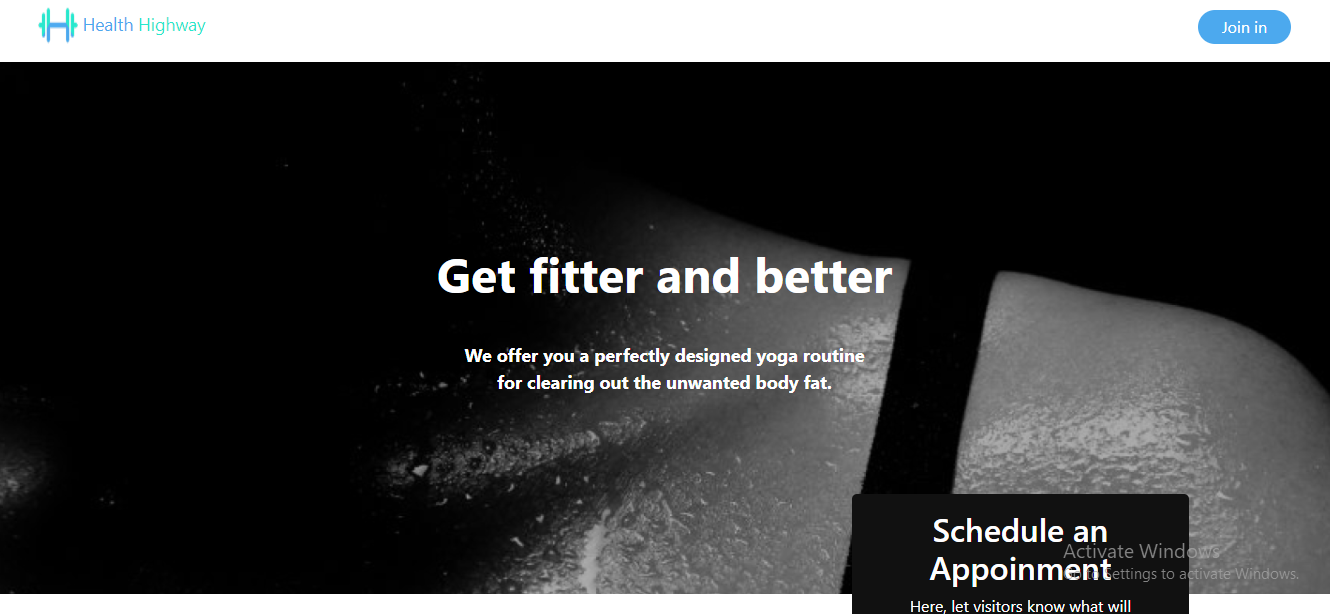 Health Highway
Join in
Get fitter and better
We offer you a perfectly designed yoga routine
for clearing out the unwanted body fat.
Schedule an
Appoinment
Activate Windows
Go to Settings to activate Windows.
Here, let visitors know what will